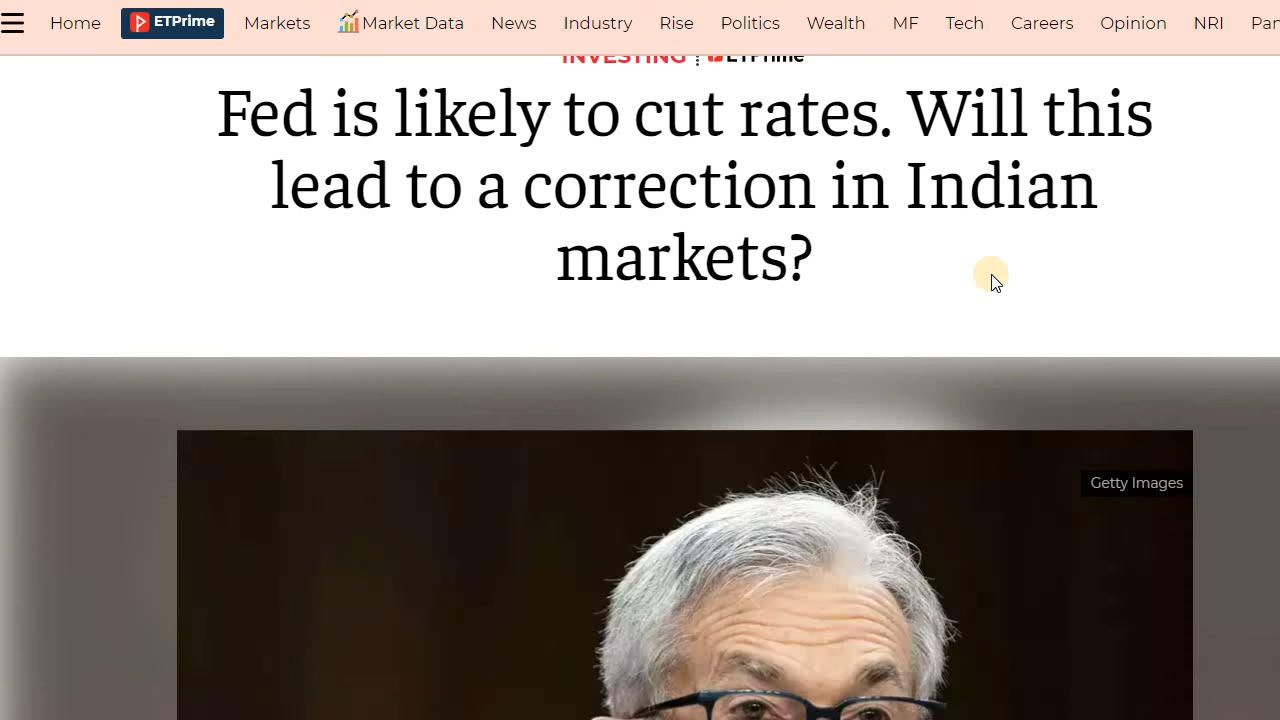 Home ETPrime Markets Market Data News Industry Rise Politics Wealth MF Tech Careers Opinion NRI Pan
INVESTING ETPrime
Fed is likely to cut rates. Will this
lead to a correction in Indian
markets?
Getty Images